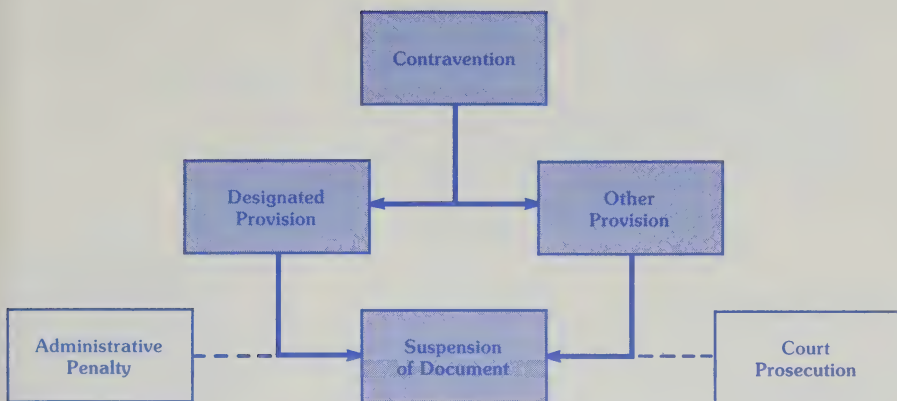 Contravention
Designated
Provision
Other
Provision
Administrative
Penalty
Suspension
of Document
Court
Prosecution